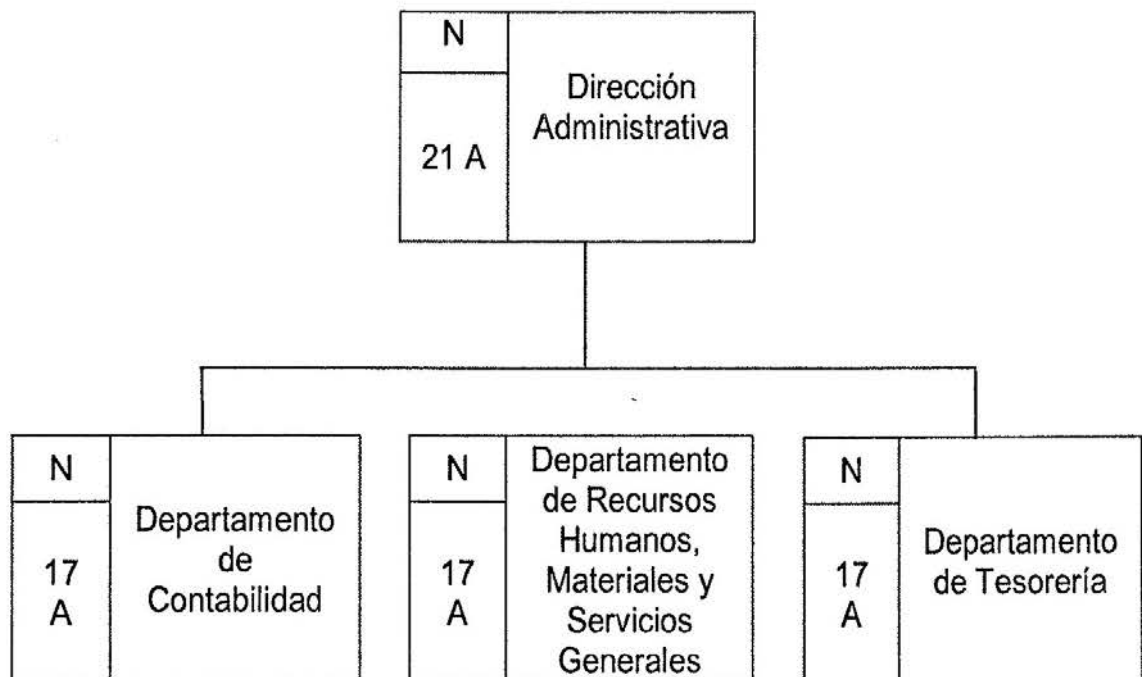 N
21 A
Dirección
Administrativa
N
17
A
Departamento
de
Contabilidad
N
17
A
Departamento
de Recursos
Humanos,
Materiales y
Servicios
Generales
N
17
A
Departamento
de Tesorería